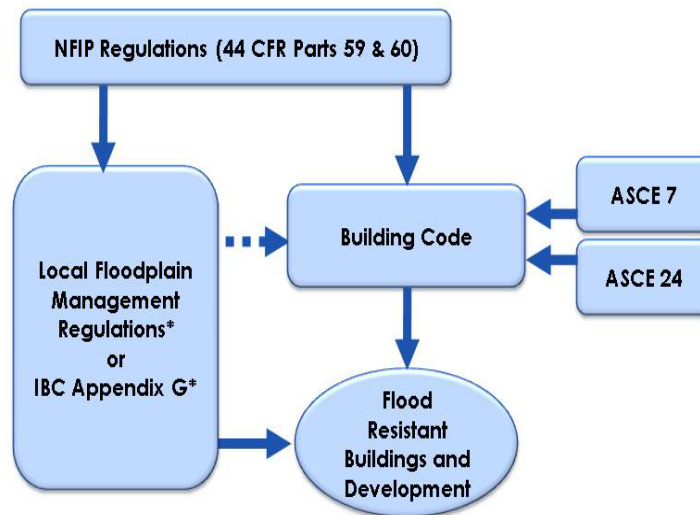 NFIP Regulations (44 CFR Parts 59 & 60)
Local Floodplain
Management
Regulations*
or
IBC Appendix G*
Building Code
ASCE 7
ASCE 24
Flood
Resistant
Buildings and
Development